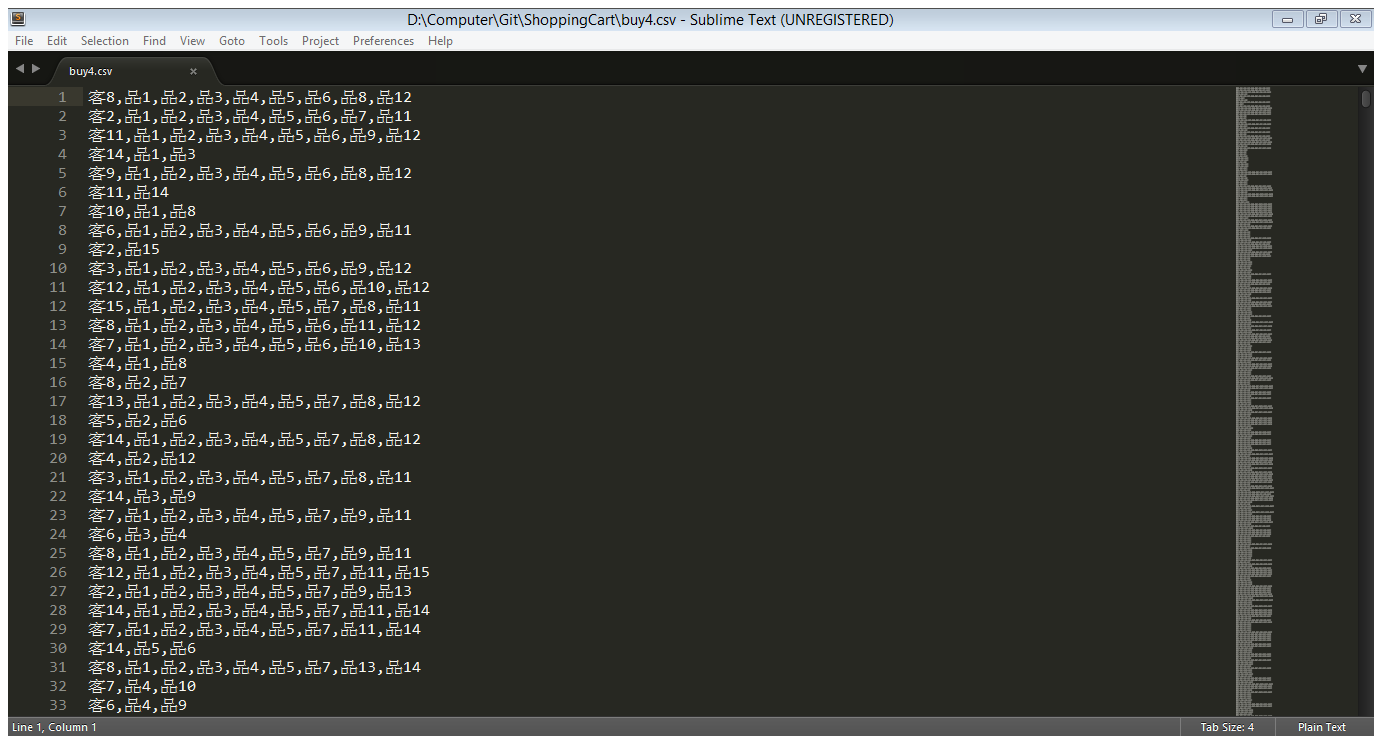 D:\Computer\Git\ShoppingCart\buy4.csv - Sublime Text (UNREGISTERED)
File Edit Selection Find View Goto Tools Project Preferences Help
buy4.csv
1 客8,品1,品2,品3,品4,品5,品6,品8,品12
2 客2,品1,品2,品3,品4,品5,品6,品7,品11
3 客11,品1,品2,品3,品4,品5,品6,品9,品12
4 客14,品1,品3
5 客9,品1,品2,品3,品4,品5,品6,品8,品12
6 客11,品14
7 客10,品1,品8
8 客6,品1,品2,品3,品4,品5,品6,品9,品11
9 客2,品15
10 客3,品1,品2,品3,品4,品5,品6,品9,品12
11 客12,品1,品2,品3,品4,品5,品6,品10,品12
12 客15,品1,品2,品3,品4,品5,品7,品8,品11
13 客8,品1,品2,品3,品4,品5,品6,品11,品12
14 客7,品1,品2,品3,品4,品5,品6,品10,品13
15 客4,品1,品8
16 客8,品2,品7
17 客13,品1,品2,品3,品4,品5,品7,品8,品12
18 客5,品2,品6
19 客14,品1,品2,品3,品4,品5,品7,品8,品12
20 客4,品2,品12
21 客3,品1,品2,品3,品4,品5,品7,品8,品11
22 客14,品3,品9
23 客7,品1,品2,品3,品4,品5,品7,品9,品11
24 客6,品3,品4
25 客8,品1,品2,品3,品4,品5,品7,品9,品11
26 客12,品1,品2,品3,品4,品5,品7,品11,品15
27 客2,品1,品2,品3,品4,品5,品7,品9,品13
28 客14,品1,品2,品3,品4,品5,品7,品11,品14
29 客7,品1,品2,品3,品4,品5,品7,品11,品14
30 客14,品5,品6
31 客8,品1,品2,品3,品4,品5,品7,品13,品14
32 客7,品4,品10
33 客6,品4,品9
Line 1, Column 1 Tab Size: 4 Plain Text